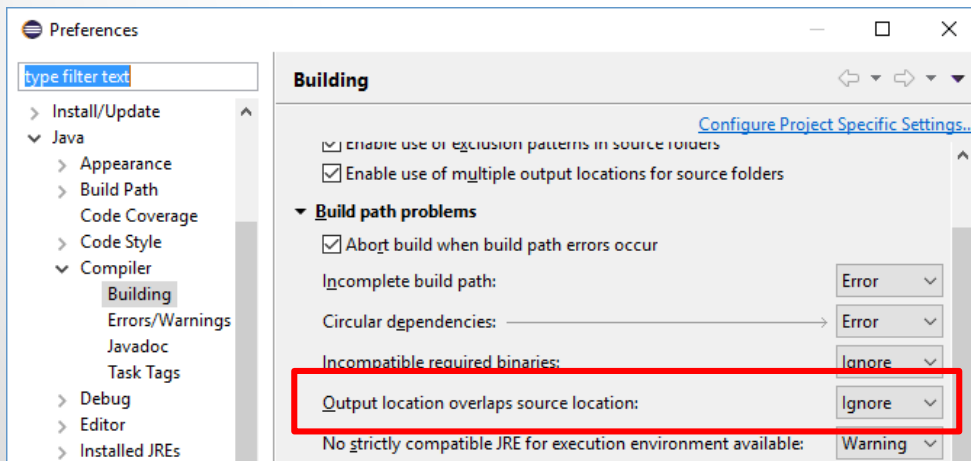 Preferences
type filter text
Install/Update
Java
Appearance
Build Path
Code Coverage
Code Style
Compiler
Building
Errors/Warnings
Javadoc
Task Tags
Debug
Editor
Installed JREs
Building
Configure Project Specific Settings..
Enable use of exclusion patterns in source folders
Enable use of multiple output locations for source folders
Build path problems
Abort build when build path errors occur
Incomplete build path: Error
Circular dependencies: Error
Incompatible required binaries: Ignore
Output location overlaps source location: Ignore
No strictly compatible JRE for execution environment available: Warning